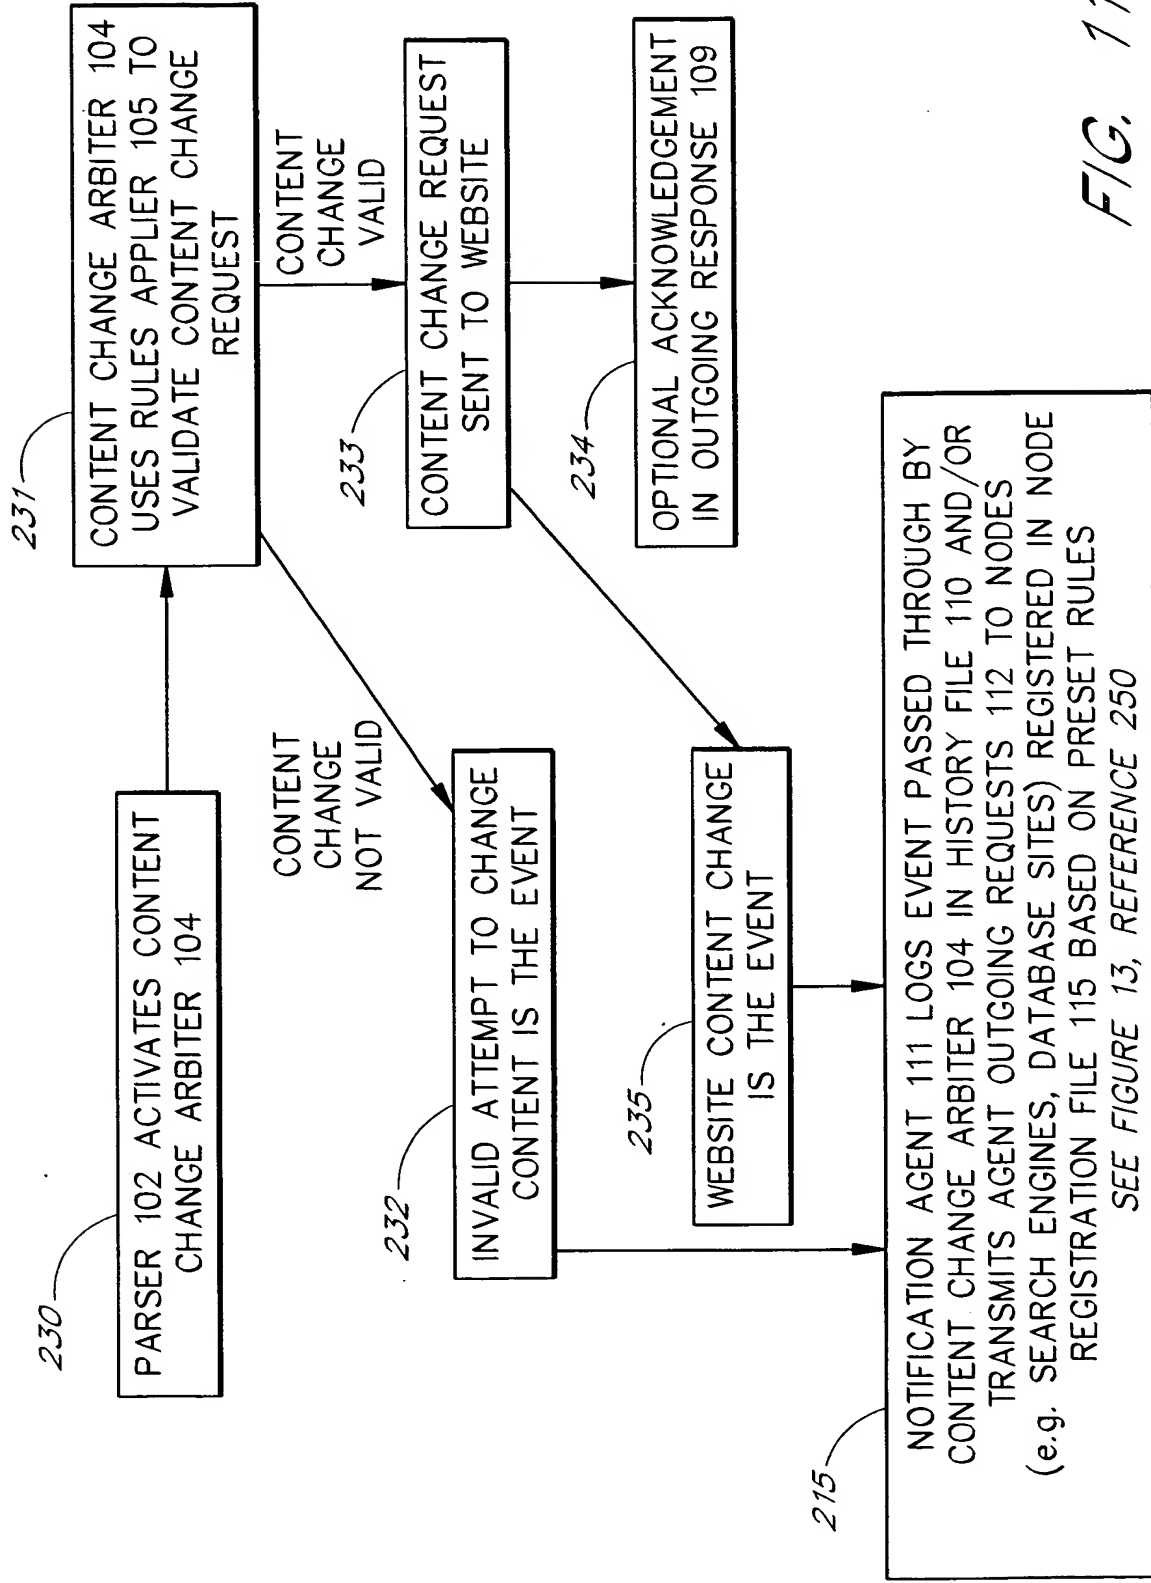 230
PARSER 102 ACTIVATES CONTENT
CHANGE ARBITER 104
231
CONTENT CHANGE ARBITER 104
USES RULES APPLIER 105 TO
VALIDATE CONTENT CHANGE
REQUEST
CONTENT
CHANGE
NOT VALID
CONTENT
CHANGE
VALID
232
INVALID ATTEMPT TO CHANGE
CONTENT IS THE EVENT
233
CONTENT CHANGE REQUEST
SENT TO WEBSITE
235
WEBSITE CONTENT CHANGE
IS THE EVENT
234
OPTIONAL ACKNOWLEDGEMENT
IN OUTGOING RESPONSE 109
215
NOTIFICATION AGENT 111 LOGS EVENT PASSED THROUGH BY
CONTENT CHANGE ARBITER 104 IN HISTORY FILE 110 AND/OR
TRANSMITS AGENT OUTGOING REQUESTS 112 TO NODES
(e.g. SEARCH ENGINES, DATABASE SITES) REGISTERED IN NODE
REGISTRATION FILE 115 BASED ON PRESET RULES
SEE FIGURE 13, REFERENCE 250
FIG. 11